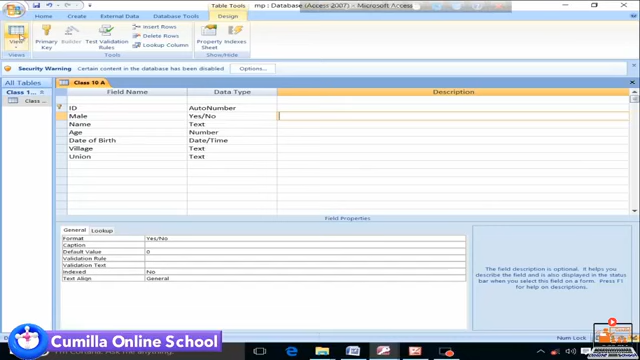 Table Tools
mp : Database (Access 2007) - Microsoft Access
Home Create External Data Database Tools Design
View
Primary Key
Builder
Test Validation Rules
Insert Rows
Delete Rows
Lookup Column
Property Sheet
Indexes
Views Tools Show/Hide
Security Warning Certain content in the database has been disabled Options...
All Tables
Class 10 A
Field Name Data Type Description
ID AutoNumber
Male Yes/No
Name Text
Age Number
Date of Birth Date/Time
Village Text
Union Text
Field Properties
General Lookup
Format Yes/No
Caption
Default Value 0
Validation Rule
Validation Text
Indexed No
Text Align General
The field description is optional. It helps you describe the field and is also displayed in the status bar when you select this field on a form. Press F1 for help on descriptions.
Num Lock
Cumilla Online School